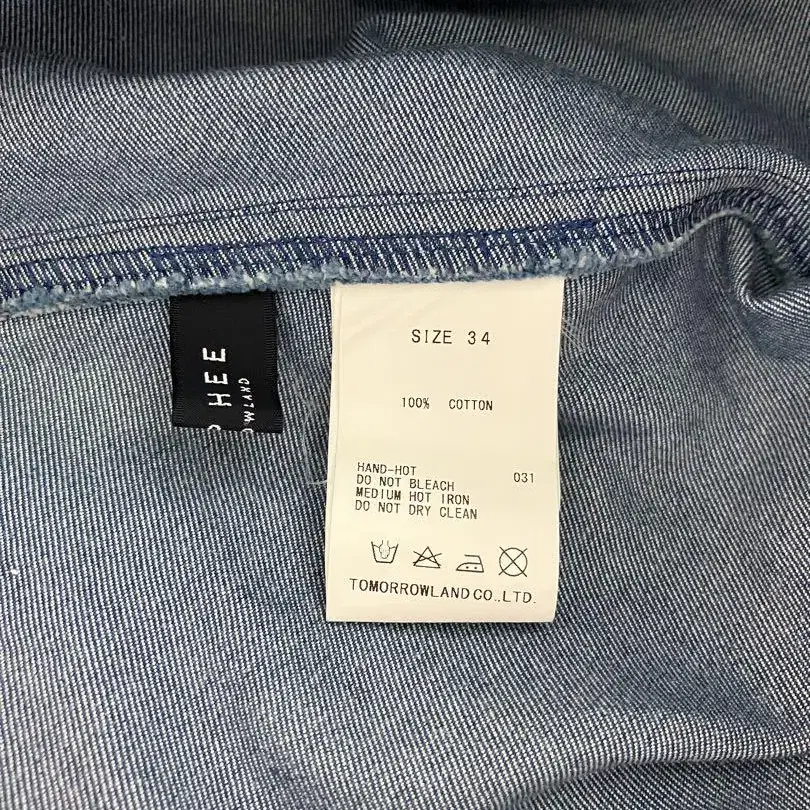 HEE
SIZE 34
100% COTTON
HAND-HOT 031
DO NOT BLEACH
MEDIUM HOT IRON
DO NOT DRY CLEAN
TOMORROWLAND CO.,LTD.